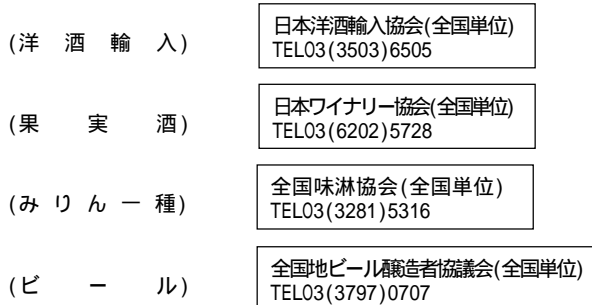 (洋酒輸入)
日本洋酒輸入協会(全国単位)
TEL03(3503)6505
(果実酒)
日本ワイナリー協会(全国単位)
TEL03(6202)5728
(みりん一種)
全国味淋協会(全国単位)
TEL03(3281)5316
(ビール)
全国地ビール醸造者協議会(全国単位)
TEL03(3797)0707